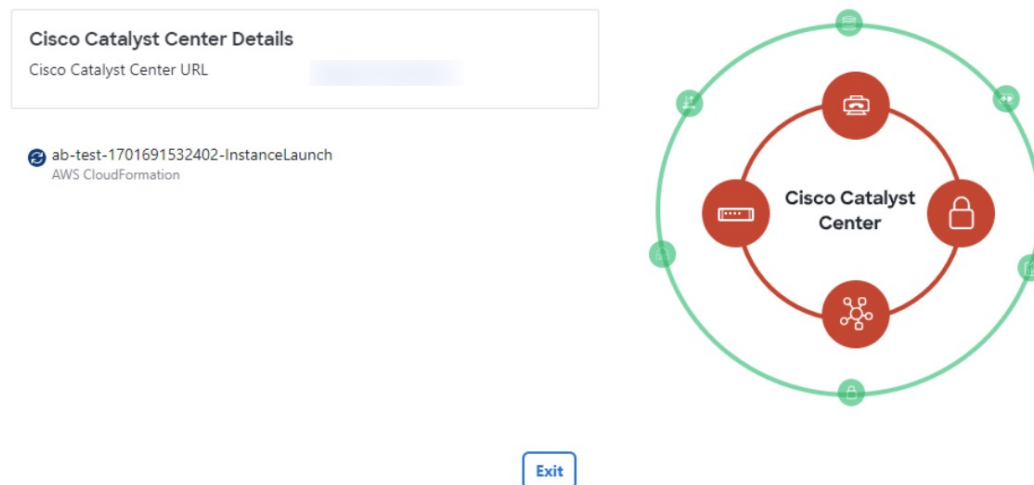 Cisco Catalyst Center Details
Cisco Catalyst Center URL
ab-test-1701691532402-InstanceLaunch
AWS CloudFormation
Cisco Catalyst
Center
Exit